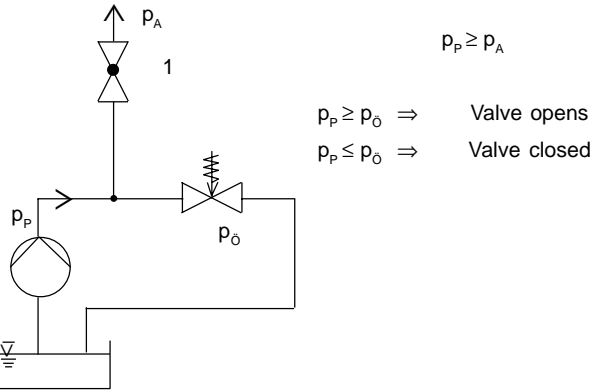 p_A
1
p_P ≥ p_A
p_P ≥ p_Ö ⇒ Valve opens
p_P ≤ p_Ö ⇒ Valve closed
p_P
p_Ö